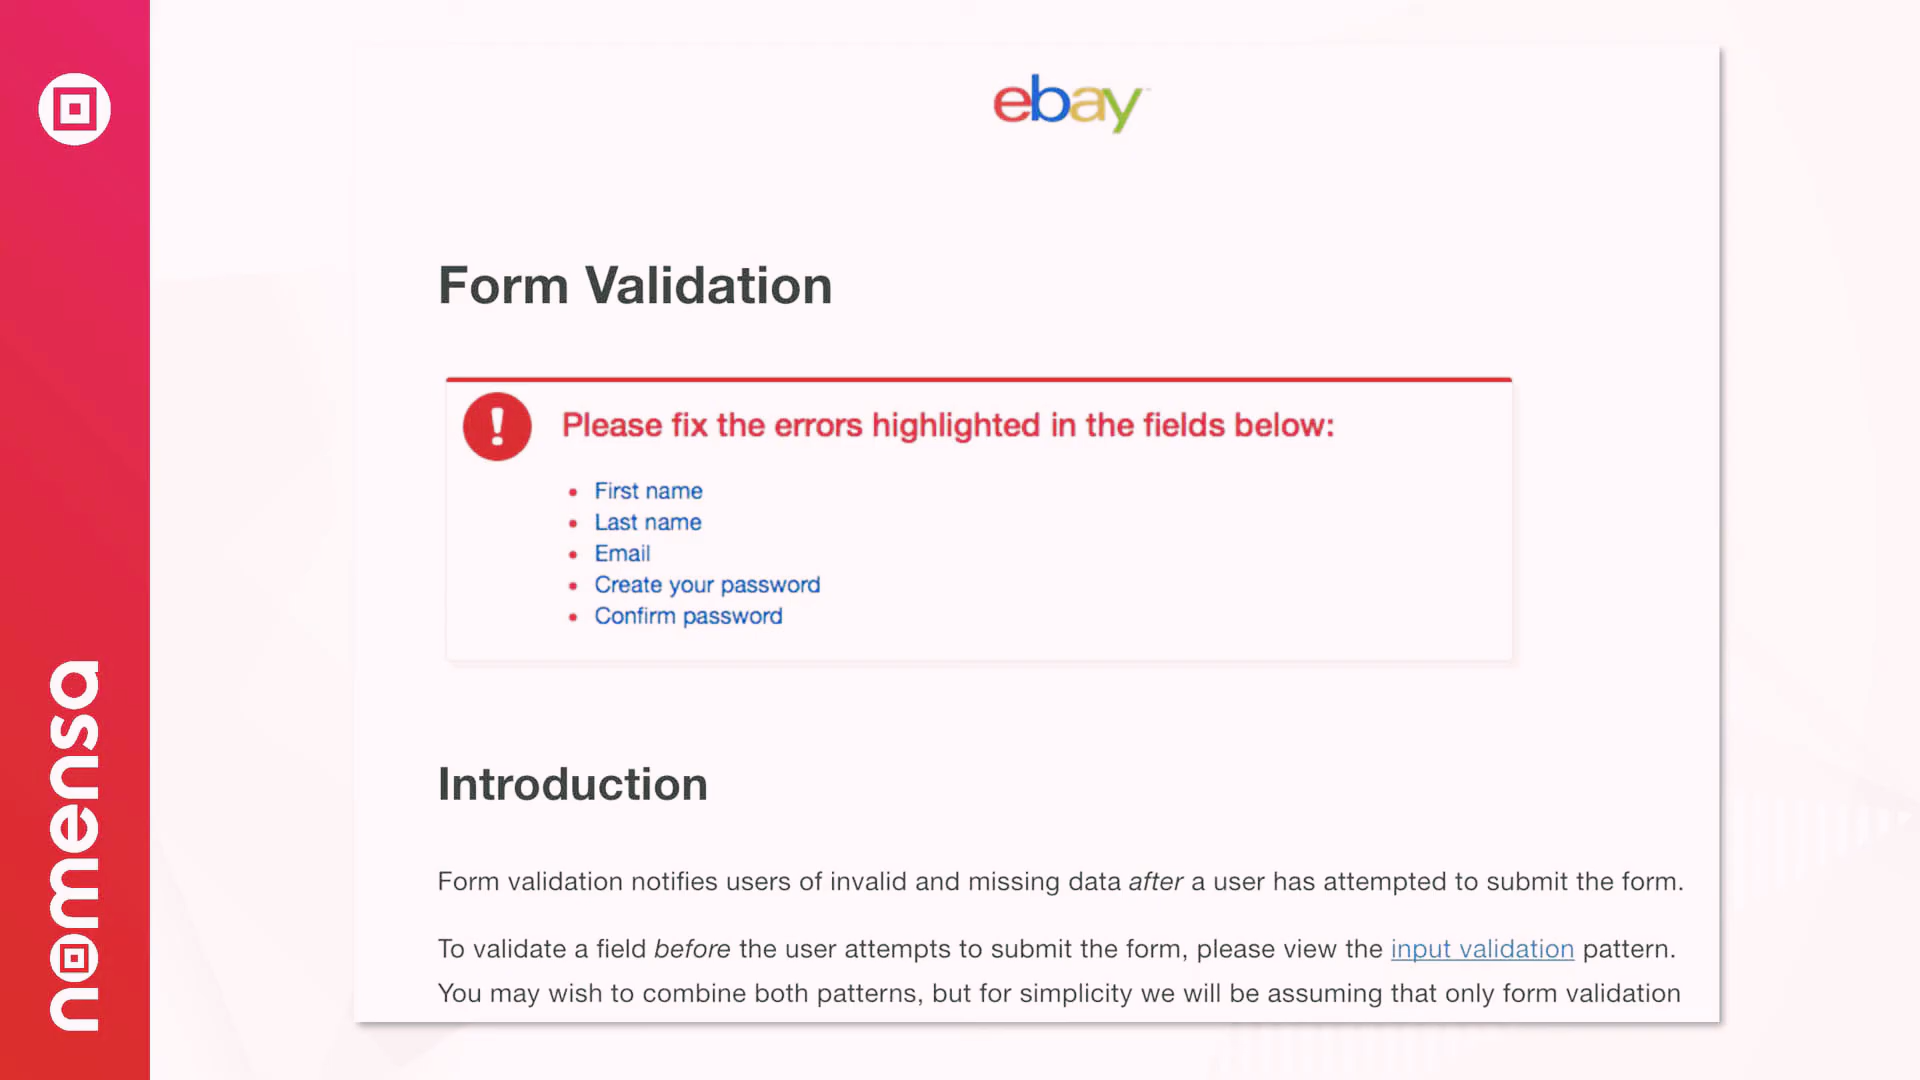 ebay
Form Validation
Please fix the errors highlighted in the fields below:
• First name
• Last name
• Email
• Create your password
• Confirm password
Introduction
Form validation notifies users of invalid and missing data after a user has attempted to submit the form.
To validate a field before the user attempts to submit the form, please view the input validation pattern.
You may wish to combine both patterns, but for simplicity we will be assuming that only form validation
nomensa